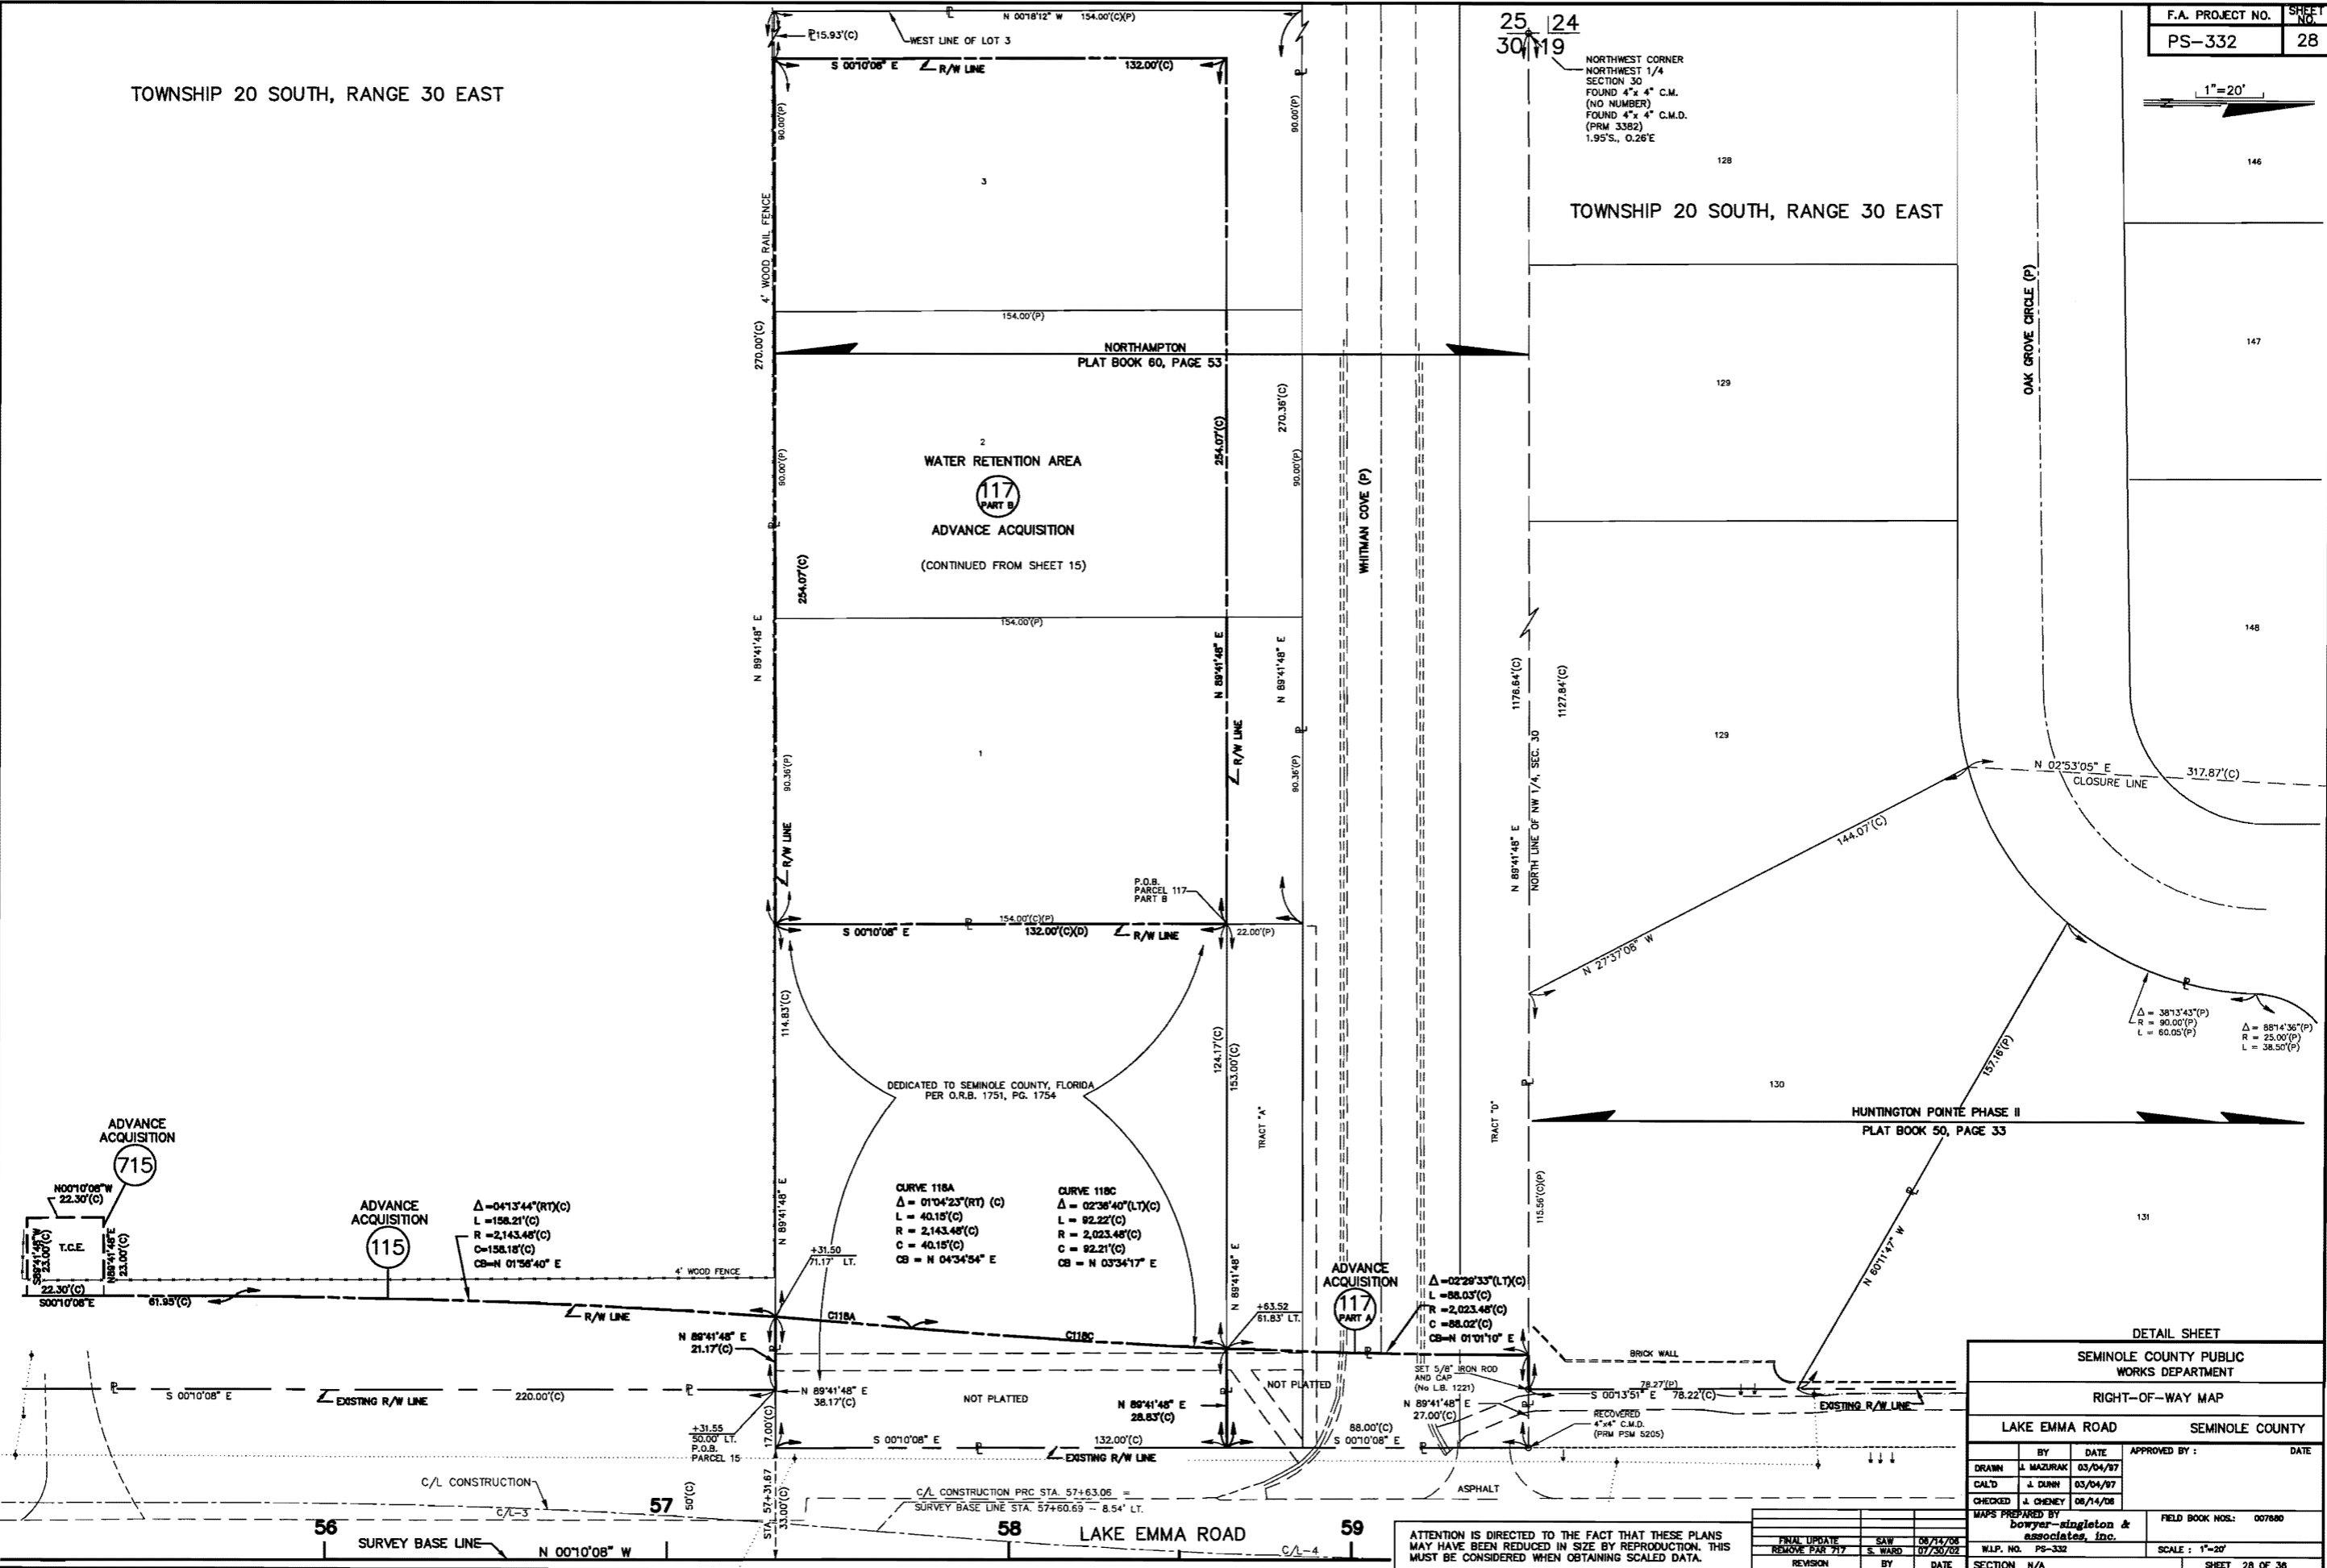 F.A. PROJECT NO.
SHEET NO.
PS-332
28
1"=20'
TOWNSHIP 20 SOUTH, RANGE 30 EAST
N 00°18'12" W 154.00'(C)(P)
15.93'(C)
WEST LINE OF LOT 3
S 00°10'08" E
R/W LINE
132.00'(C)
25
24
30
19
NORTHWEST CORNER
NORTHWEST 1/4
SECTION 30
FOUND 4"x 4" C.M.
(NO NUMBER)
FOUND 4"x 4" C.M.D.
(PRM 3382)
1.95'S., 0.26'E
128
146
TOWNSHIP 20 SOUTH, RANGE 30 EAST
90.00'(P)
90.00'(P)
3
4' WOOD RAIL FENCE
154.00'(P)
270.00'(C)
NORTHAMPTON
PLAT BOOK 60, PAGE 53
OAK GROVE CIRCLE (P)
147
129
2
WATER RETENTION AREA
117
PART B
ADVANCE ACQUISITION
(CONTINUED FROM SHEET 15)
90.00'(P)
254.07'(C)
254.07'(C)
270.36'(C)
90.00'(P)
WHITMAN COVE (P)
154.00'(P)
N 89°41'48" E
N 89°41'48" E
N 89°41'48" E
R/W LINE
1176.64'(C)
1127.84'(C)
148
1
90.36'(P)
90.36'(P)
129
N 02°53'05" E
317.87'(C)
CLOSURE LINE
NORTH LINE OF NW 1/4, SEC. 30
N 89°41'48" E
144.07'(C)
N 27°37'08" W
R/W LINE
P.O.B.
PARCEL 117
PART B
154.00'(C)(P)
S 00°10'08" E
132.00'(C)(D)
R/W LINE
22.00'(P)
114.83'(C)
124.17'(C)
153.00'(C)
Δ = 38°13'43"(P)
R = 90.00'(P)
L = 60.05'(P)
Δ = 88°14'36"(P)
R = 25.00'(P)
L = 38.50'(P)
157.16'(P)
130
DEDICATED TO SEMINOLE COUNTY, FLORIDA
PER O.R.B. 1751, PG. 1754
TRACT "A"
TRACT "D"
HUNTINGTON POINTE PHASE II
PLAT BOOK 50, PAGE 33
131
N 60°11'47" W
115.56'(C)(P)
ADVANCE
ACQUISITION
715
N00°10'08"W
22.30'(C)
S89°41'48"W
23.00'(C)
T.C.E.
N89°41'48"E
23.00'(C)
22.30'(C)
S00°10'08"E
61.95'(C)
ADVANCE
ACQUISITION
115
Δ=04°13'44"(RT)(C)
L =158.21'(C)
R =2,143.48'(C)
C=158.18'(C)
CB=N 01°56'40" E
N 89°41'48" E
CURVE 118A
Δ = 01°04'23"(RT) (C)
L = 40.15'(C)
R = 2,143.48'(C)
C = 40.15'(C)
CB = N 04°34'54" E
CURVE 118C
Δ = 02°36'40"(LT)(C)
L = 92.22'(C)
R = 2,023.48'(C)
C = 92.21'(C)
CB = N 03°34'17" E
N 89°41'48" E
4' WOOD FENCE
+31.50
71.17' LT.
R/W LINE
C118A
C118C
+63.52
61.83' LT.
ADVANCE
ACQUISITION
117
PART A
Δ=02°29'33"(LT)(C)
L =88.03'(C)
R =2,023.48'(C)
C =88.02'(C)
CB=N 01°01'10" E
N 89°41'48" E
21.17'(C)
SET 5/8" IRON ROD
AND CAP
(No L.B. 1221)
BRICK WALL
78.27'(P)
S 00°13'51" E 78.22'(C)
EXISTING R/W LINE
S 00°10'08" E
EXISTING R/W LINE
220.00'(C)
N 89°41'48" E
38.17'(C)
NOT PLATTED
NOT PLATTED
N 89°41'48" E
28.83'(C)
N 89°41'48" E
27.00'(C)
RECOVERED
4"x4" C.M.D.
(PRM PSM 5205)
+31.55
50.00' LT.
P.O.B.
PARCEL 15
17.00'(C)
S 00°10'08" E
132.00'(C)
EXISTING R/W LINE
88.00'(C)
S 00°10'08" E
C/L CONSTRUCTION
C/L-3
50'(C)
STA. 57+31.67
33.00'(C)
C/L CONSTRUCTION PRC STA. 57+63.06 =
SURVEY BASE LINE STA. 57+60.69 - 8.54' LT.
ASPHALT
56
57
58
59
SURVEY BASE LINE
N 00°10'08" W
LAKE EMMA ROAD
C/L-4
ATTENTION IS DIRECTED TO THE FACT THAT THESE PLANS
MAY HAVE BEEN REDUCED IN SIZE BY REPRODUCTION. THIS
MUST BE CONSIDERED WHEN OBTAINING SCALED DATA.
FINAL UPDATE SAW 06/14/06
REMOVE PAR 717 S. WARD 07/30/02
REVISION BY DATE
DETAIL SHEET
SEMINOLE COUNTY PUBLIC
WORKS DEPARTMENT
RIGHT-OF-WAY MAP
LAKE EMMA ROAD SEMINOLE COUNTY
BY DATE APPROVED BY : DATE
DRAWN J. MAZURAK 03/04/97
CAL'D J. DUNN 03/04/97
CHECKED J. CHENEY 06/14/06
MAPS PREPARED BY
bowyer-singleton &
associates, inc.
FIELD BOOK NOS.: 007680
W.I.P. NO. PS-332 SCALE : 1"=20'
SECTION N/A SHEET 28 OF 36